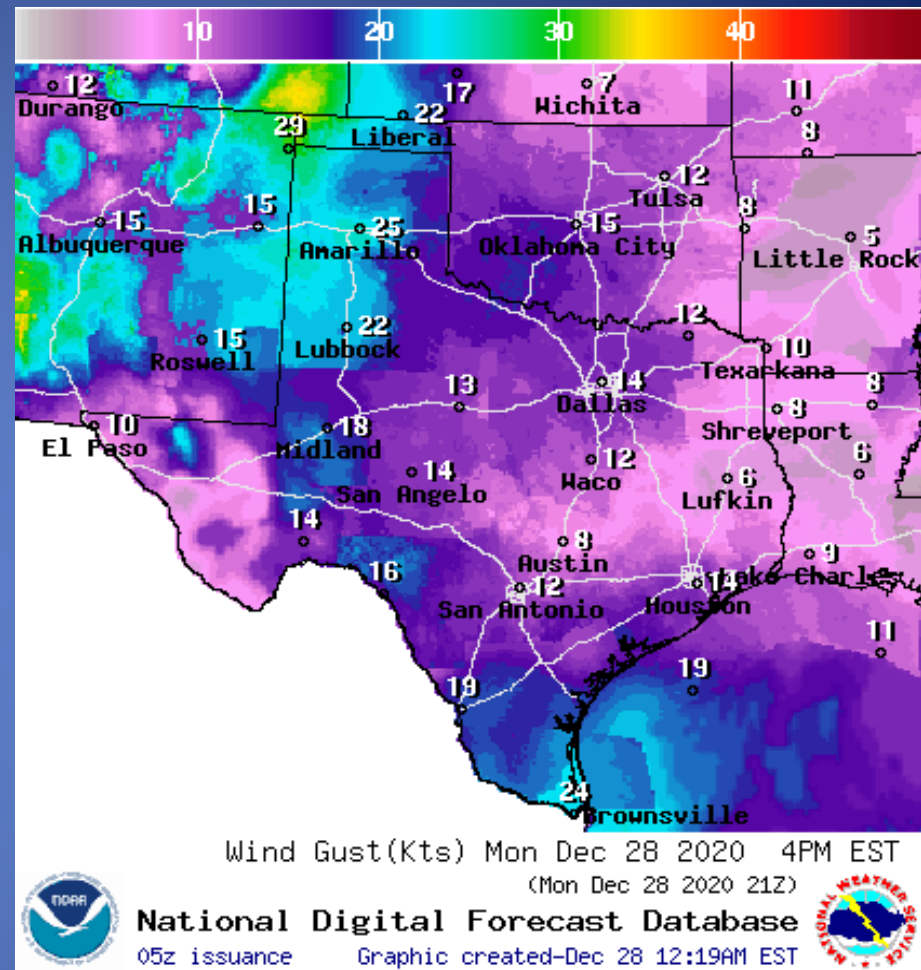 10 20 30 40
12 Durango
17
7 Wichita
11
22 Liberal
29
8
12 Tulsa
15 Albuquerque
15
25 Amarillo
15 Oklahoma City
8
5 Little Rock
15 Roswell
22 Lubbock
12
10 Texarkana
13
14 Dallas
8 Shreveport
8
10 El Paso
18 Midland
14 San Angelo
12 Waco
6 Lufkin
6
14
8 Austin
9 Lake Charles
16
12 San Antonio
14 Houston
11
19
19
24 Brownsville
Wind Gust(Kts) Mon Dec 28 2020 4PM EST
(Mon Dec 28 2020 21Z)
NOAA
National Digital Forecast Database
05z issuance Graphic created-Dec 28 12:19AM EST
NATIONAL WEATHER SERVICE